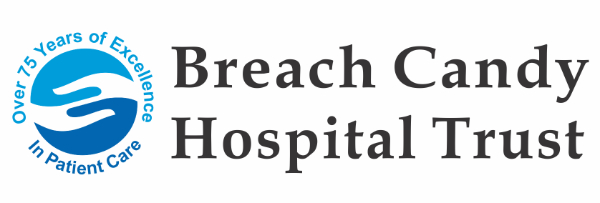 Over 75 Years of Excellence
In Patient Care
Breach Candy
Hospital Trust